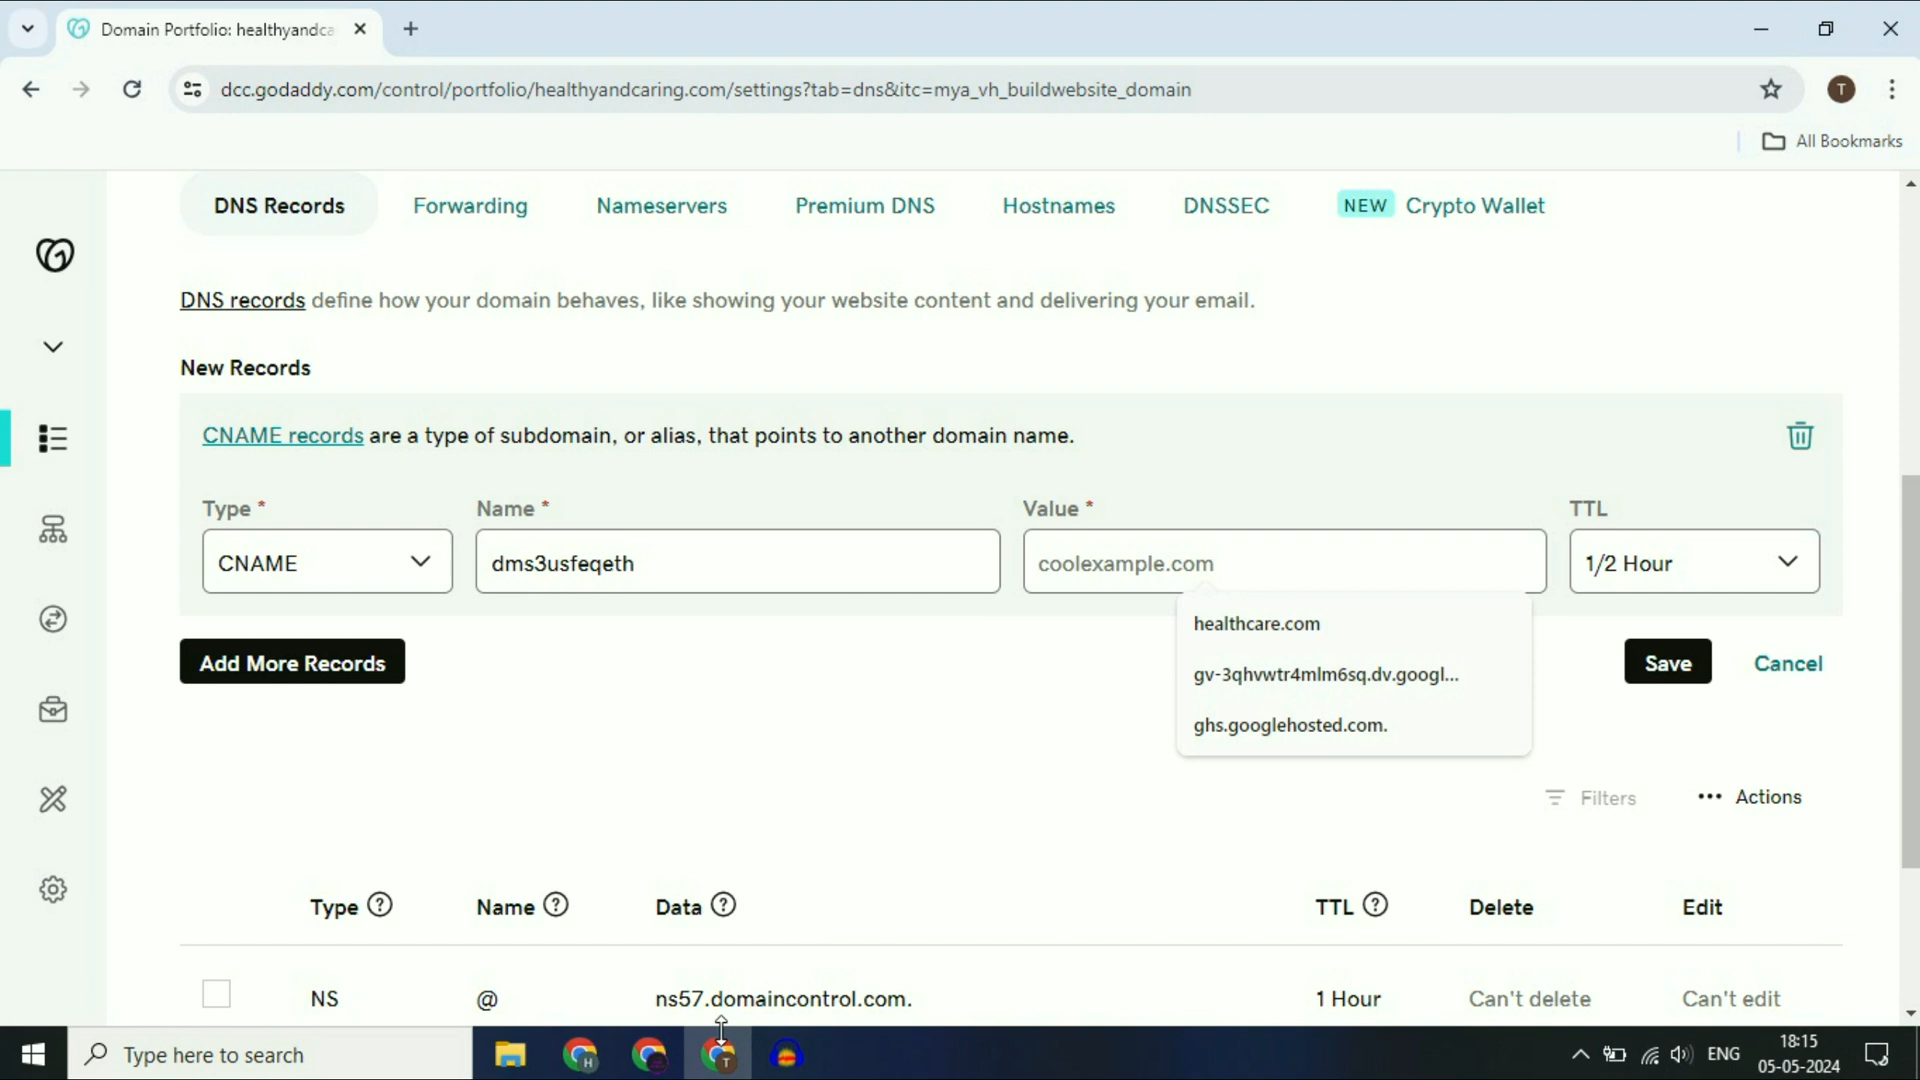 Domain Portfolio: healthyandca
dcc.godaddy.com/control/portfolio/healthyandcaring.com/settings?tab=dns&itc=mya_vh_buildwebsite_domain
T
All Bookmarks
DNS Records
Forwarding
Nameservers
Premium DNS
Hostnames
DNSSEC
NEW Crypto Wallet
DNS records define how your domain behaves, like showing your website content and delivering your email.
New Records
CNAME records are a type of subdomain, or alias, that points to another domain name.
Type *
Name *
Value *
TTL
CNAME
dms3usfeqeth
coolexample.com
1/2 Hour
healthcare.com
gv-3qhvwtr4mlm6sq.dv.googl...
ghs.googlehosted.com.
Add More Records
Save
Cancel
Filters
••• Actions
Type ?
Name ?
Data ?
TTL ?
Delete
Edit
NS
@
ns57.domaincontrol.com.
1 Hour
Can't delete
Can't edit
Type here to search
H
T
ENG
18:15
05-05-2024